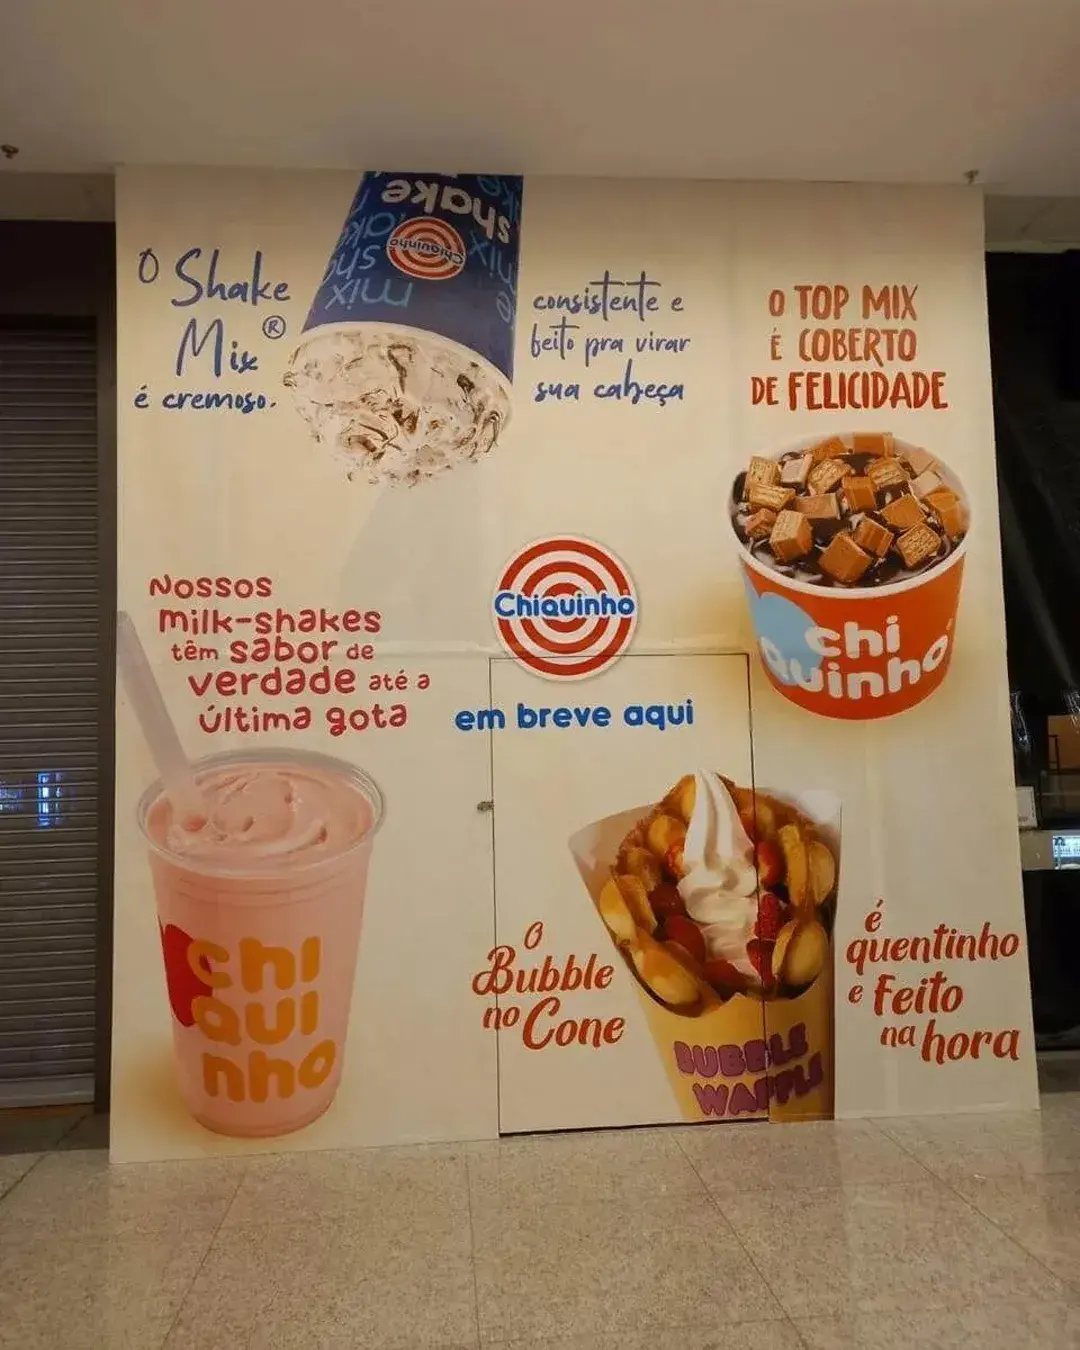 O Shake
Mix®
é cremoso.
shake
mix
Chiquinho
consistente e
feito pra virar
sua cabeça
O TOP MIX
É COBERTO
DE FELICIDADE
chi
quinho
Nossos
milk-shakes
têm sabor de
verdade até a
última gota
Chiquinho
em breve aqui
chi
qui
nho
O
Bubble
no Cone
BUBBLE
WAFFLE
é
quentinho
e feito
na hora